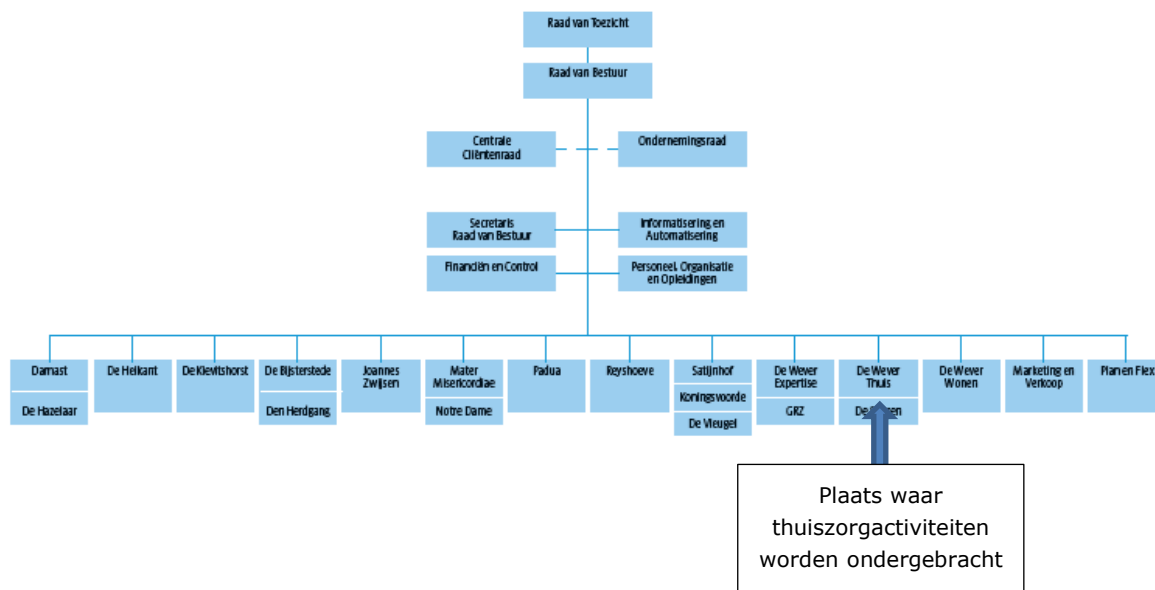 Raad van Toezicht
Raad van Bestuur
Centrale
Cliëntenraad
Ondernemingsraad
Secretaris
Raad van Bestuur
Informatisering en
Automatisering
Financiën en Control
Personeel, Organisatie
en Opleidingen
Damast
De Hazelaar
De Heikant
De Kievitshorst
De Bijsterstede
Den Herdgang
Joannes
Zwijsen
Mater
Misericordiae
Notre Dame
Padua
Reyshoeve
Satijnhof
Koningsvoorde
De Vleugel
De Wever
Expertise
GRZ
De Wever
Thuis
De
De Wever
Wonen
Marketing en
Verkoop
Plan en Flex
Plaats waar
thuiszorgactiviteiten
worden ondergebracht